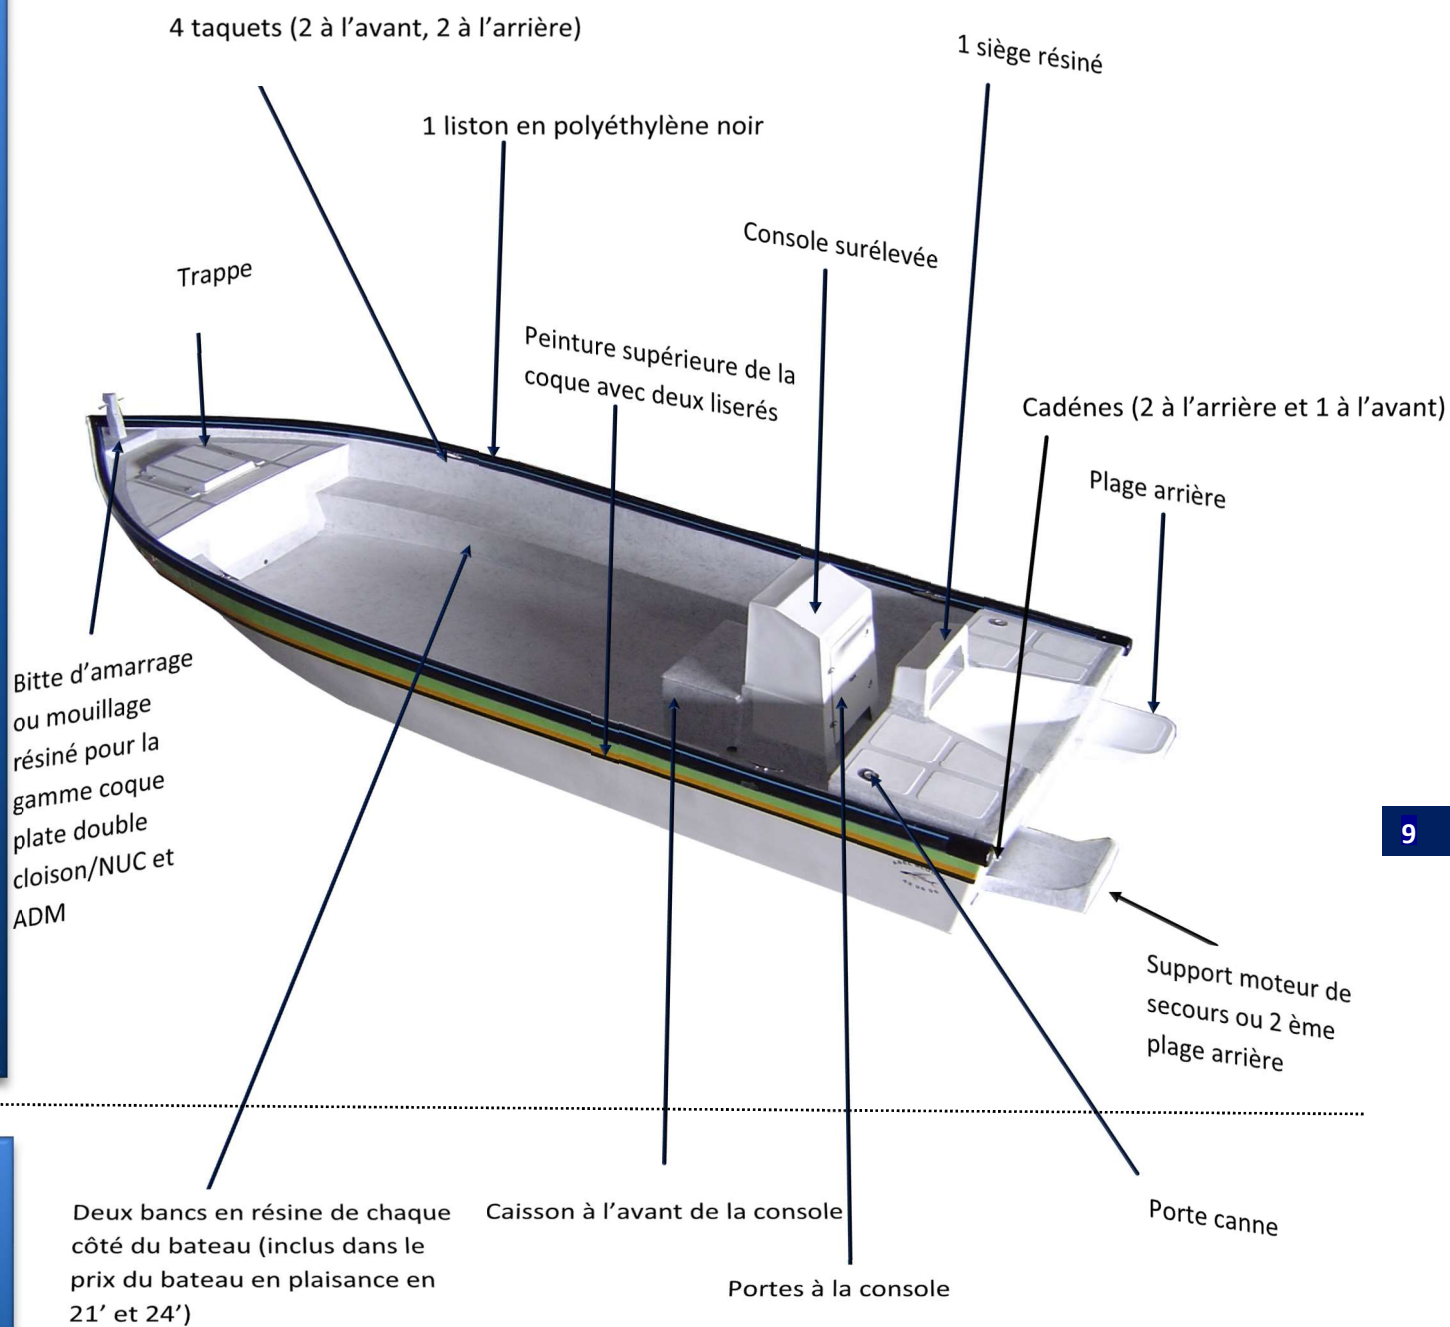 4 taquets (2 à l’avant, 2 à l’arrière)
1 siège résiné
1 liston en polyéthylène noir
Console surélevée
Trappe
Peinture supérieure de la
coque avec deux liserés
Cadénes (2 à l’arrière et 1 à l’avant)
Plage arrière
Bitte d’amarrage
ou mouillage
résiné pour la
gamme coque
plate double
cloison/NUC et
ADM
9
Support moteur de
secours ou 2 ème
plage arrière
Deux bancs en résine de chaque
côté du bateau (inclus dans le
prix du bateau en plaisance en
21’ et 24’)
Caisson à l’avant de la console
Porte canne
Portes à la console